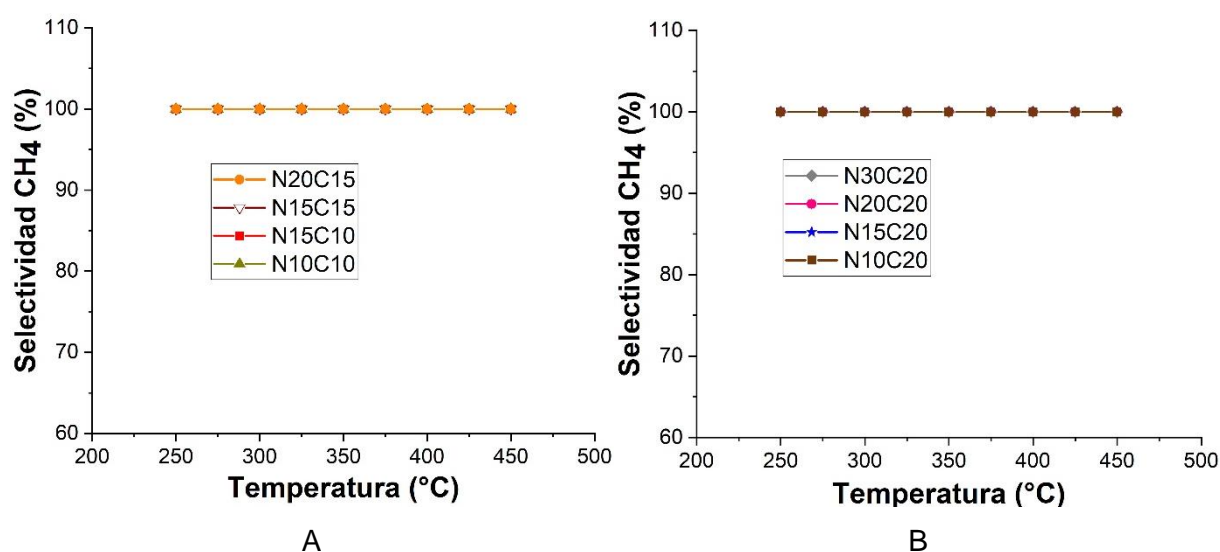 110
100
90
80
70
60
Selectividad CH4 (%)
N20C15
N15C15
N15C10
N10C10
200 250 300 350 400 450 500
Temperatura (°C)
A
110
100
90
80
70
60
Selectividad CH4 (%)
N30C20
N20C20
N15C20
N10C20
200 250 300 350 400 450 500
Temperatura (°C)
B